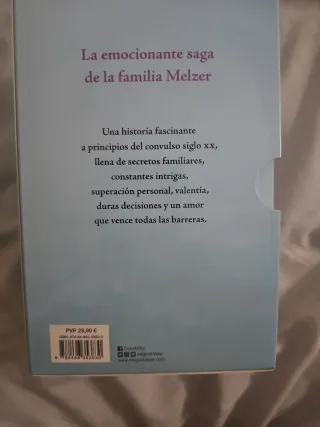 La emocionante saga
de la familia Melzer
Una historia fascinante
a principios del convulso siglo XX,
llena de secretos familiares,
constantes intrigas,
superación personal, valentía,
duras decisiones y un amor
que vence todas las barreras.
PVP 29,90 €